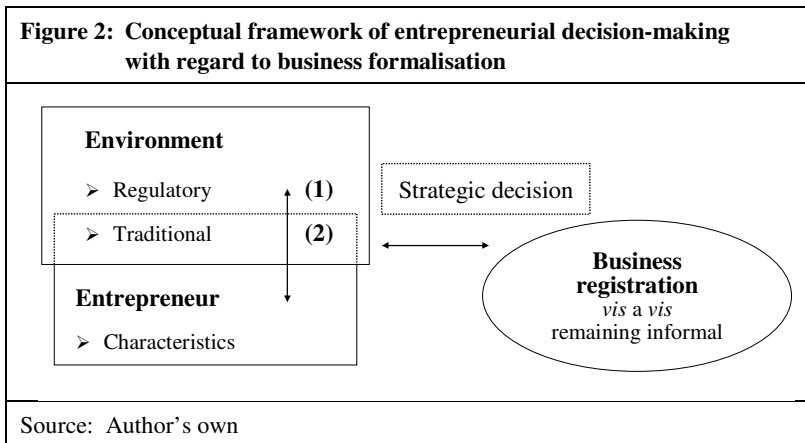 Figure 2: Conceptual framework of entrepreneurial decision-making
with regard to business formalisation
Environment
➢ Regulatory (1)
➢ Traditional (2)
Entrepreneur
➢ Characteristics
Strategic decision
Business
registration
vis a vis
remaining informal
Source: Author's own